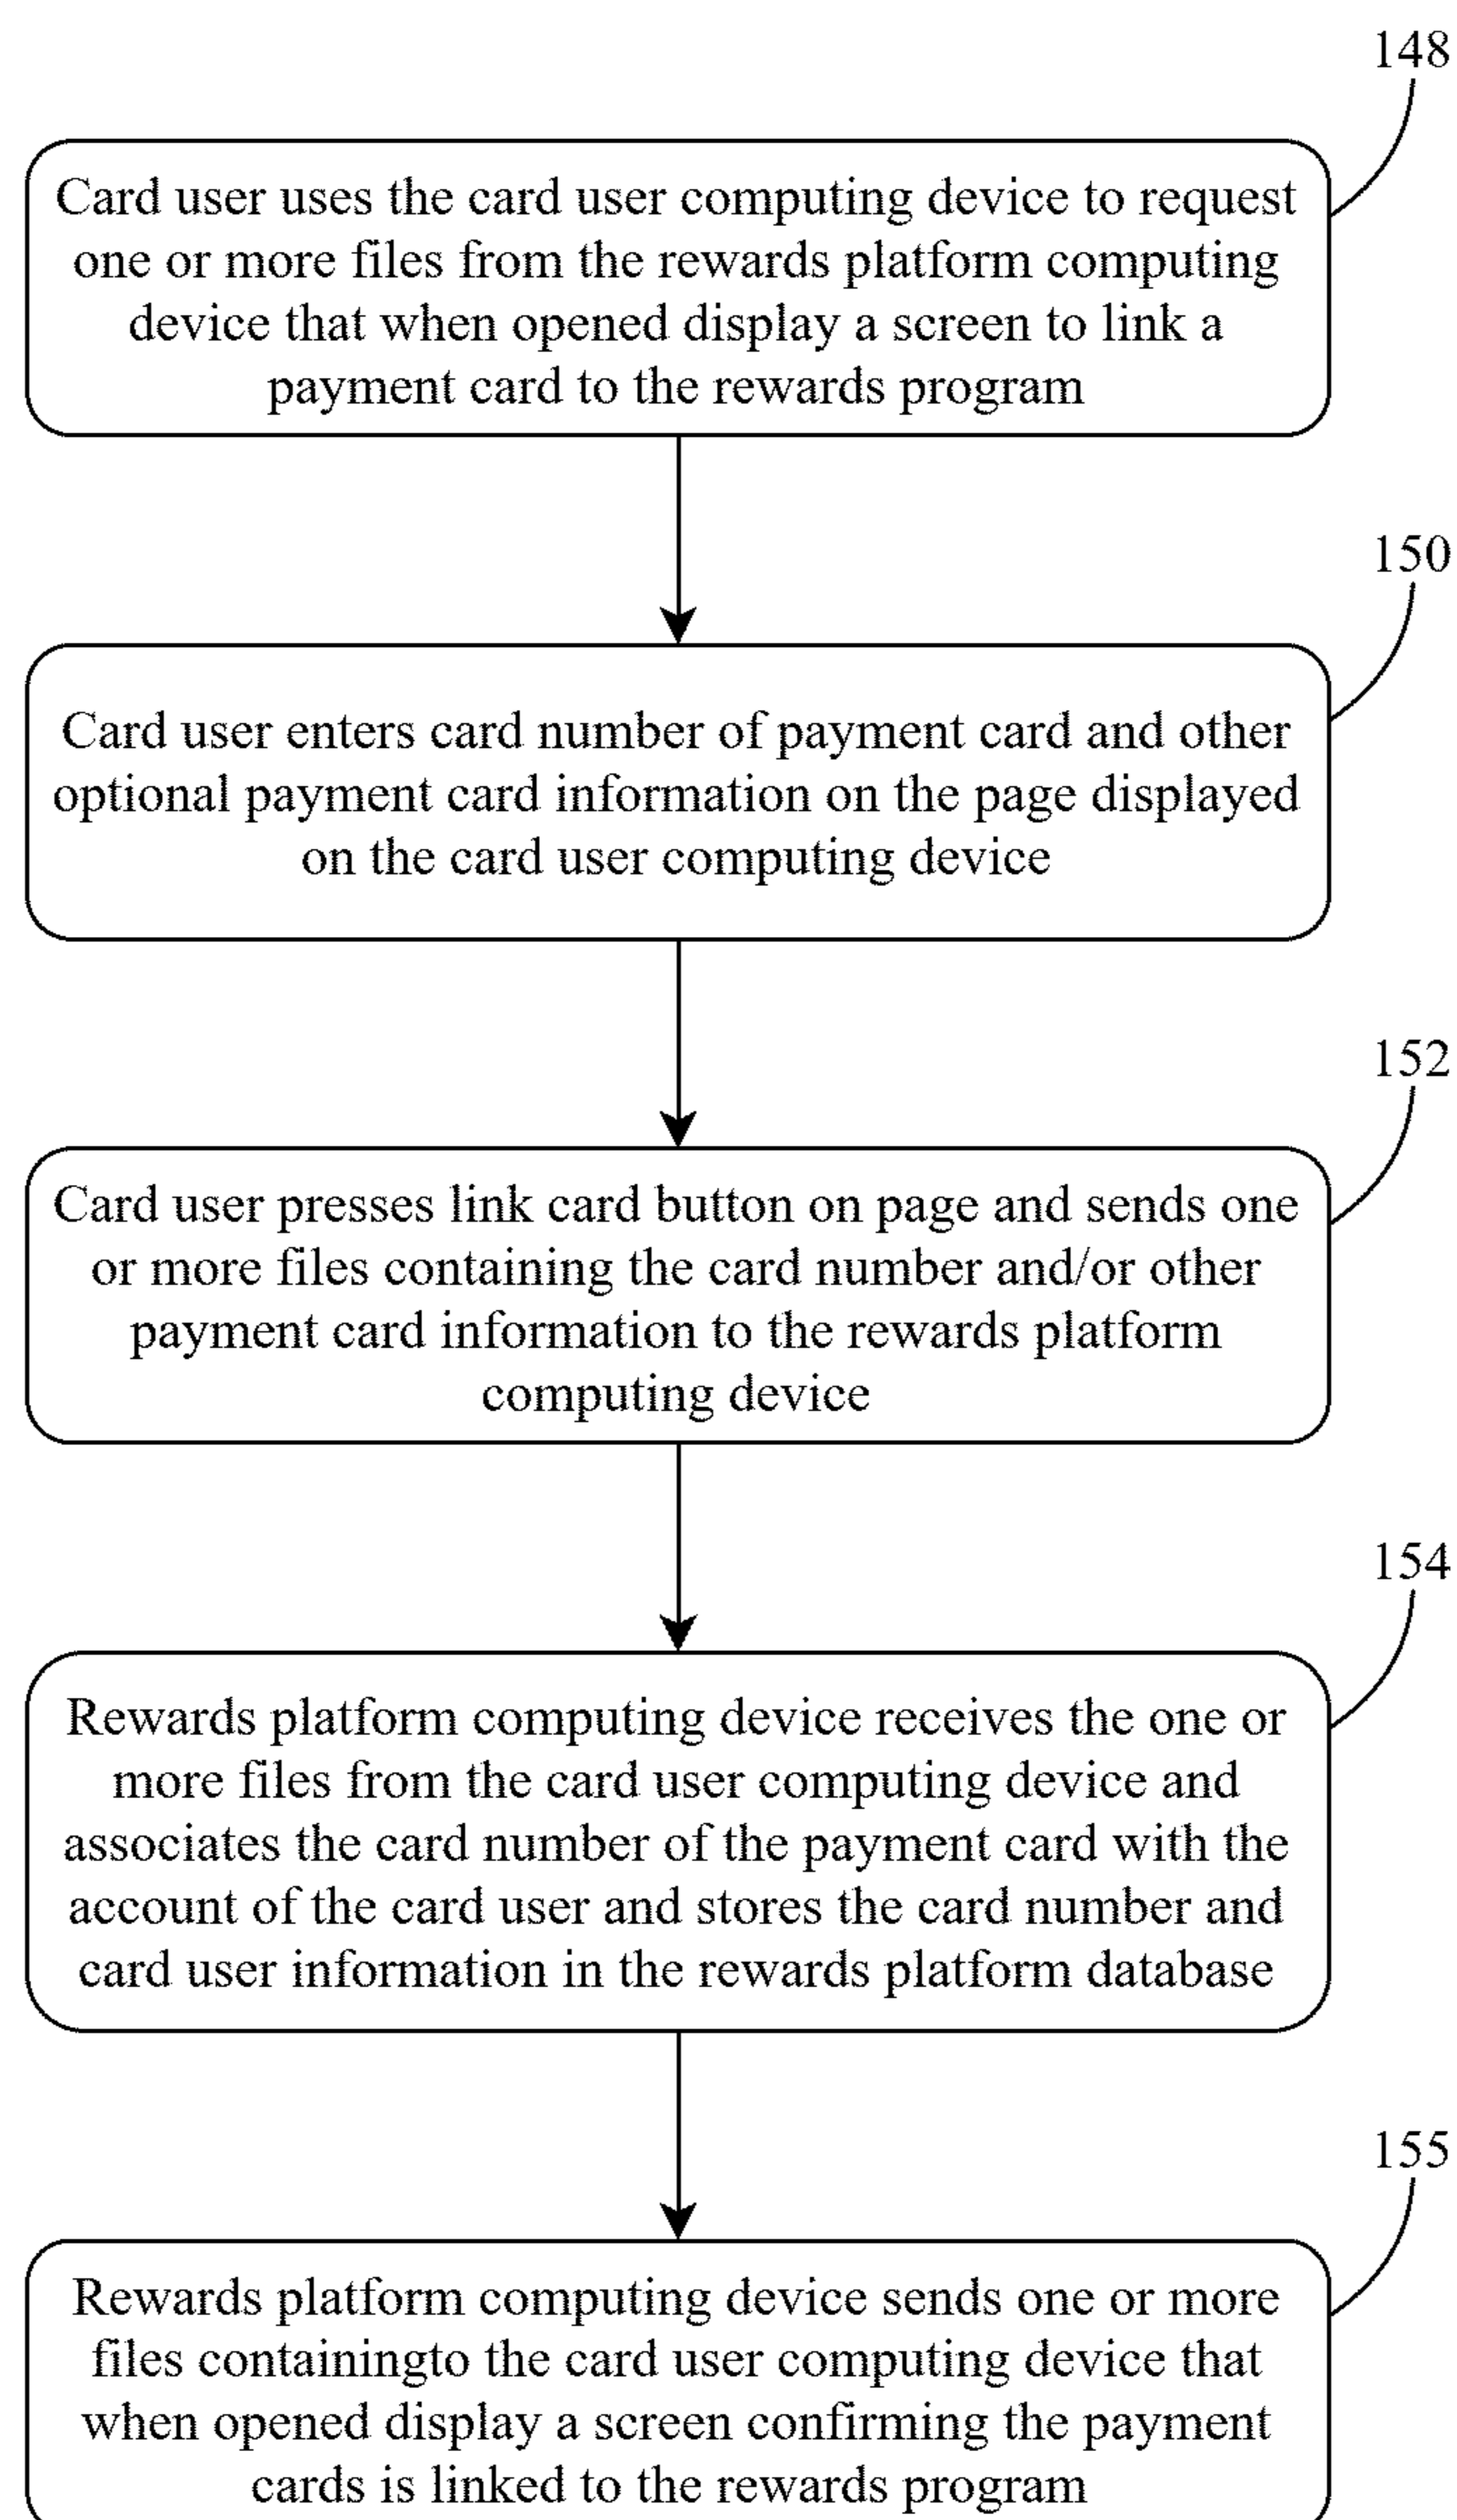 148
Card user uses the card user computing device to request
one or more files from the rewards platform computing
device that when opened display a screen to link a
payment card to the rewards program
150
Card user enters card number of payment card and other
optional payment card information on the page displayed
on the card user computing device
152
Card user presses link card button on page and sends one
or more files containing the card number and/or other
payment card information to the rewards platform
computing device
154
Rewards platform computing device receives the one or
more files from the card user computing device and
associates the card number of the payment card with the
account of the card user and stores the card number and
card user information in the rewards platform database
155
Rewards platform computing device sends one or more
files containingto the card user computing device that
when opened display a screen confirming the payment
cards is linked to the rewards program